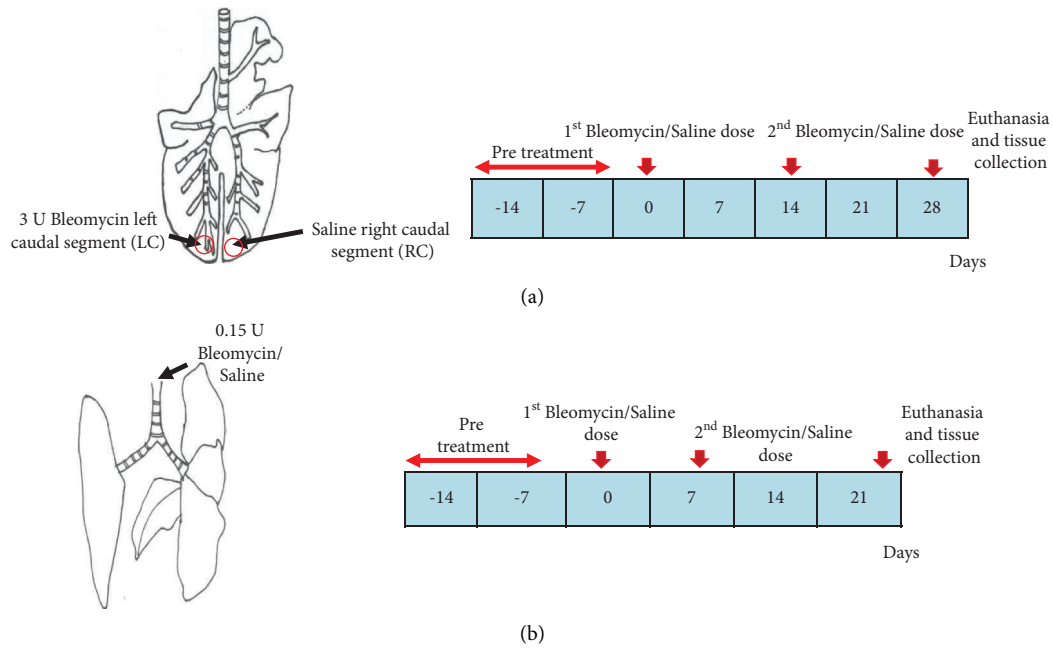 3 U Bleomycin left
caudal segment (LC)
Saline right caudal
segment (RC)
Pre treatment
1st Bleomycin/Saline dose
2nd Bleomycin/Saline dose
Euthanasia
and tissue
collection
-14 -7 0 7 14 21 28
Days
(a)
0.15 U
Bleomycin/
Saline
Pre
treatment
1st Bleomycin/Saline
dose
2nd Bleomycin/Saline
dose
Euthanasia
and tissue
collection
-14 -7 0 7 14 21
Days
(b)